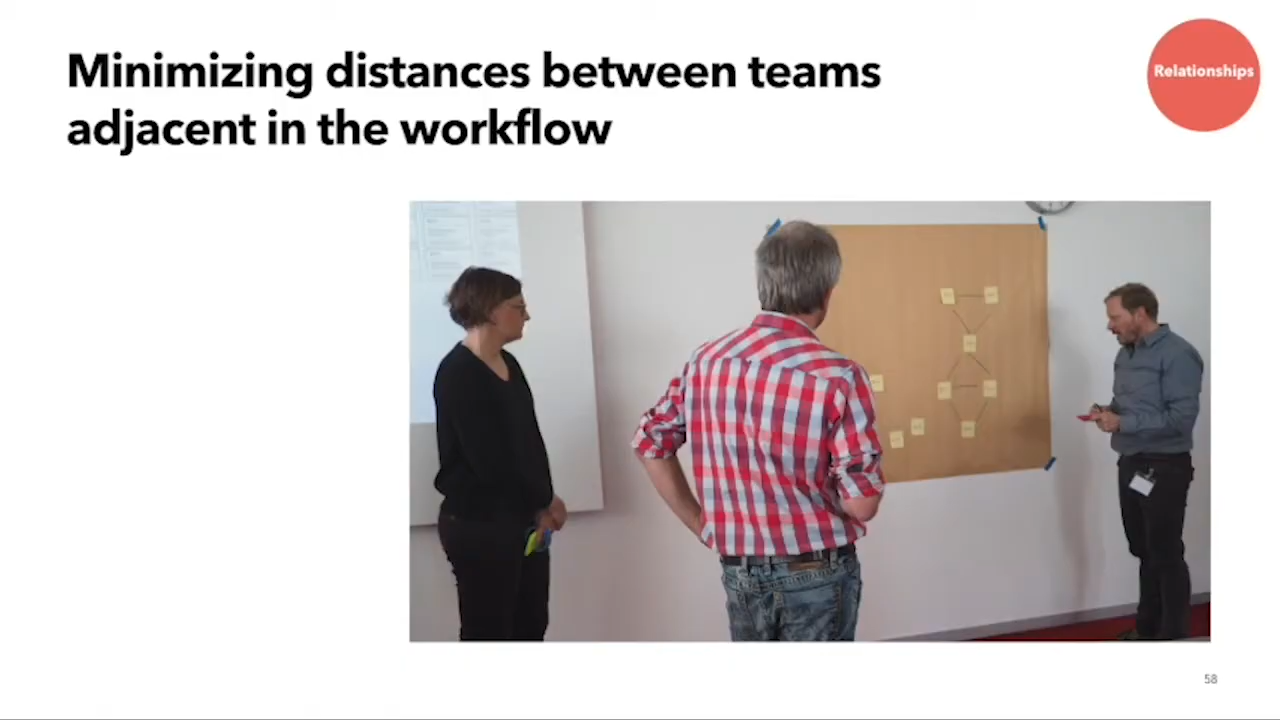 Minimizing distances between teams
adjacent in the workflow
Relationships
58